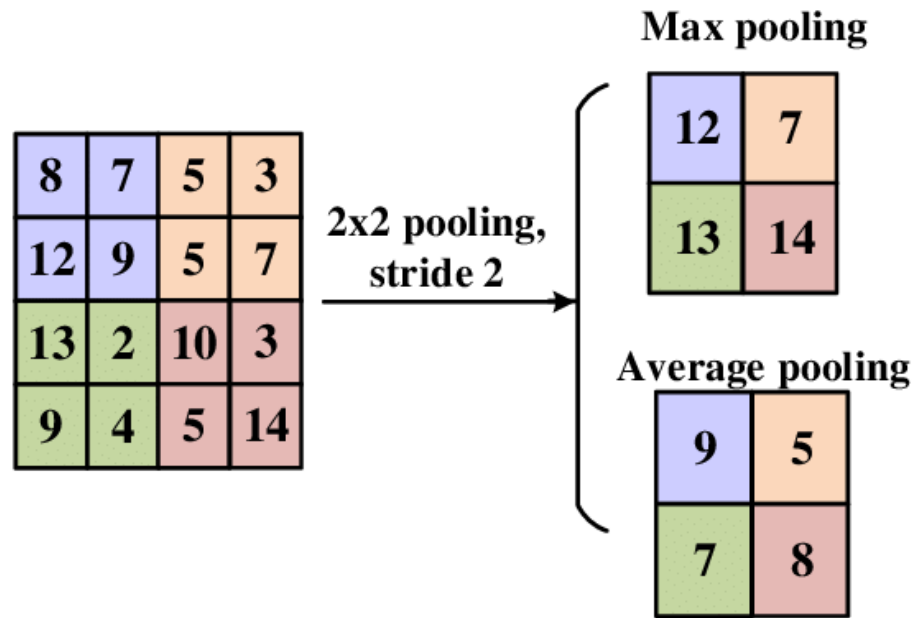 Max pooling
12 7
13 14
8 7 5 3
12 9 5 7
13 2 10 3
9 4 5 14
2x2 pooling,
stride 2
Average pooling
9 5
7 8